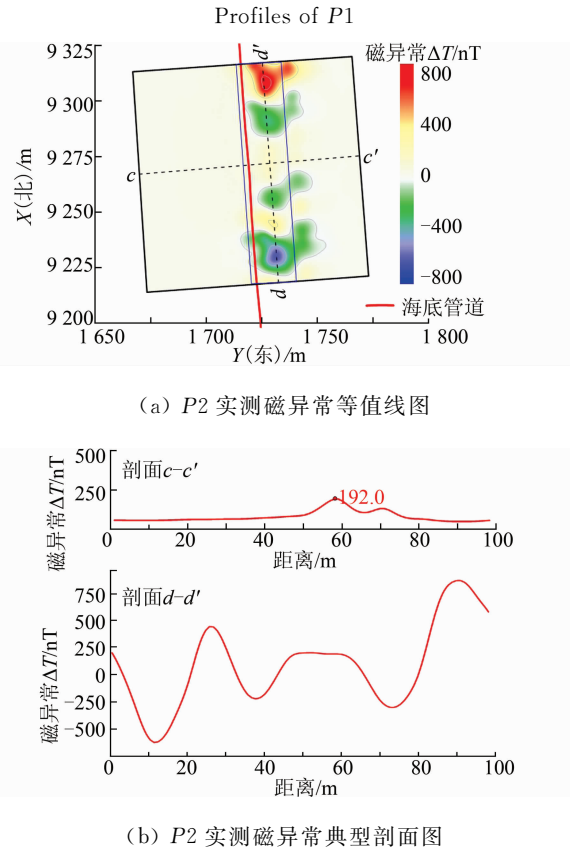 Profiles of P1
磁异常ΔT/nT
9 325
9 300
9 275
9 250
9 225
9 200
X(北)/m
d'
c
c'
d
800
400
0
−400
−800
海底管道
1 650
1 700
1 750
1 800
Y(东)/m
(a) P2 实测磁异常等值线图
500
250
磁异常ΔT/nT
剖面c–c'
192.0
0
20
40
60
80
100
距离/m
750
500
250
0
−250
−500
磁异常ΔT/nT
剖面d–d'
0
20
40
60
80
100
距离/m
(b) P2 实测磁异常典型剖面图